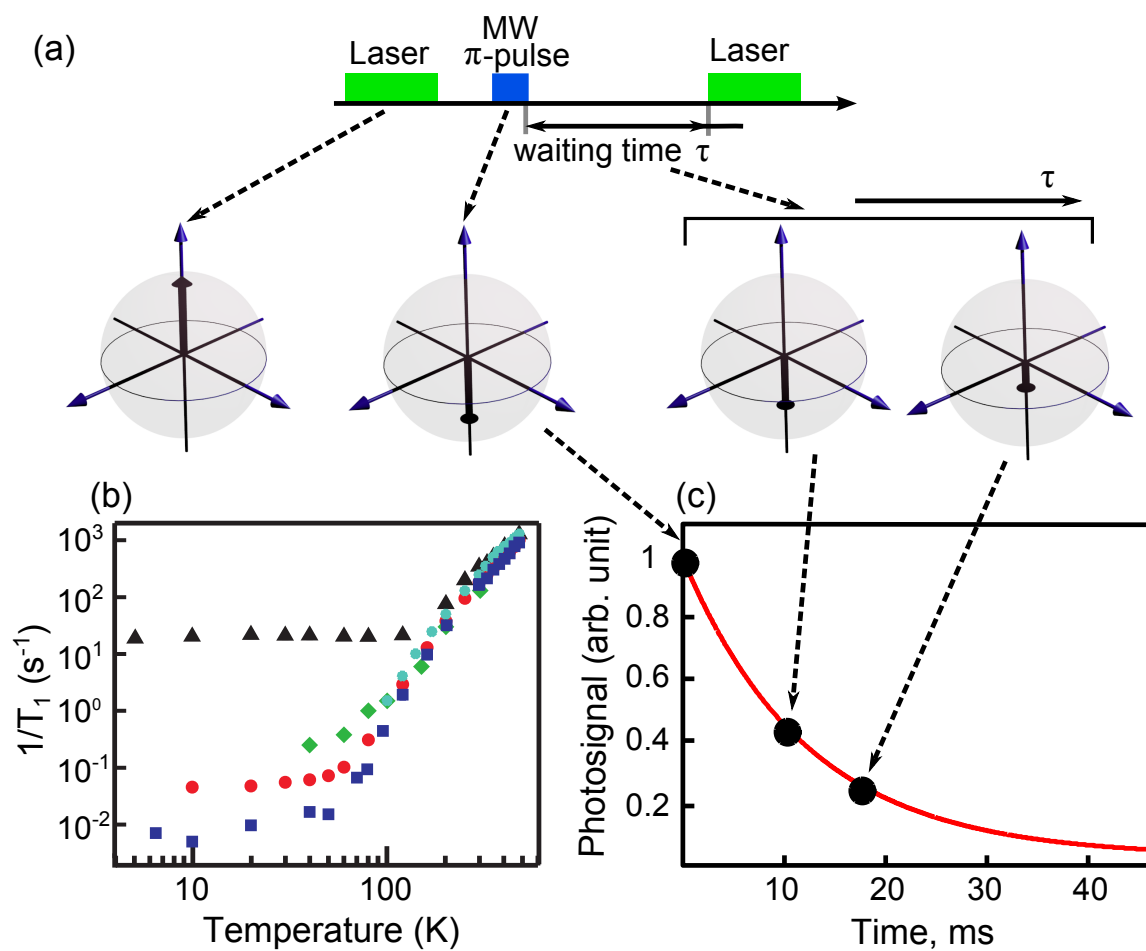 (a)
MW
Laser π-pulse Laser
waiting time τ
τ
(b)
10³
10²
10¹
10⁰
10⁻¹
10⁻²
1/T₁ (s⁻¹)
10 100
Temperature (K)
(c)
1
0.8
0.6
0.4
0.2
Photosignal (arb. unit)
10 20 30 40
Time, ms